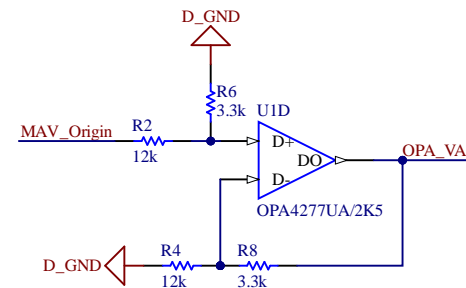 D_GND
R6
3.3k
U1D
MAV_Origin
R2
12k
D+
DO
D-
OPA_VA
OPA4277UA/2K5
D_GND
R4
12k
R8
3.3k